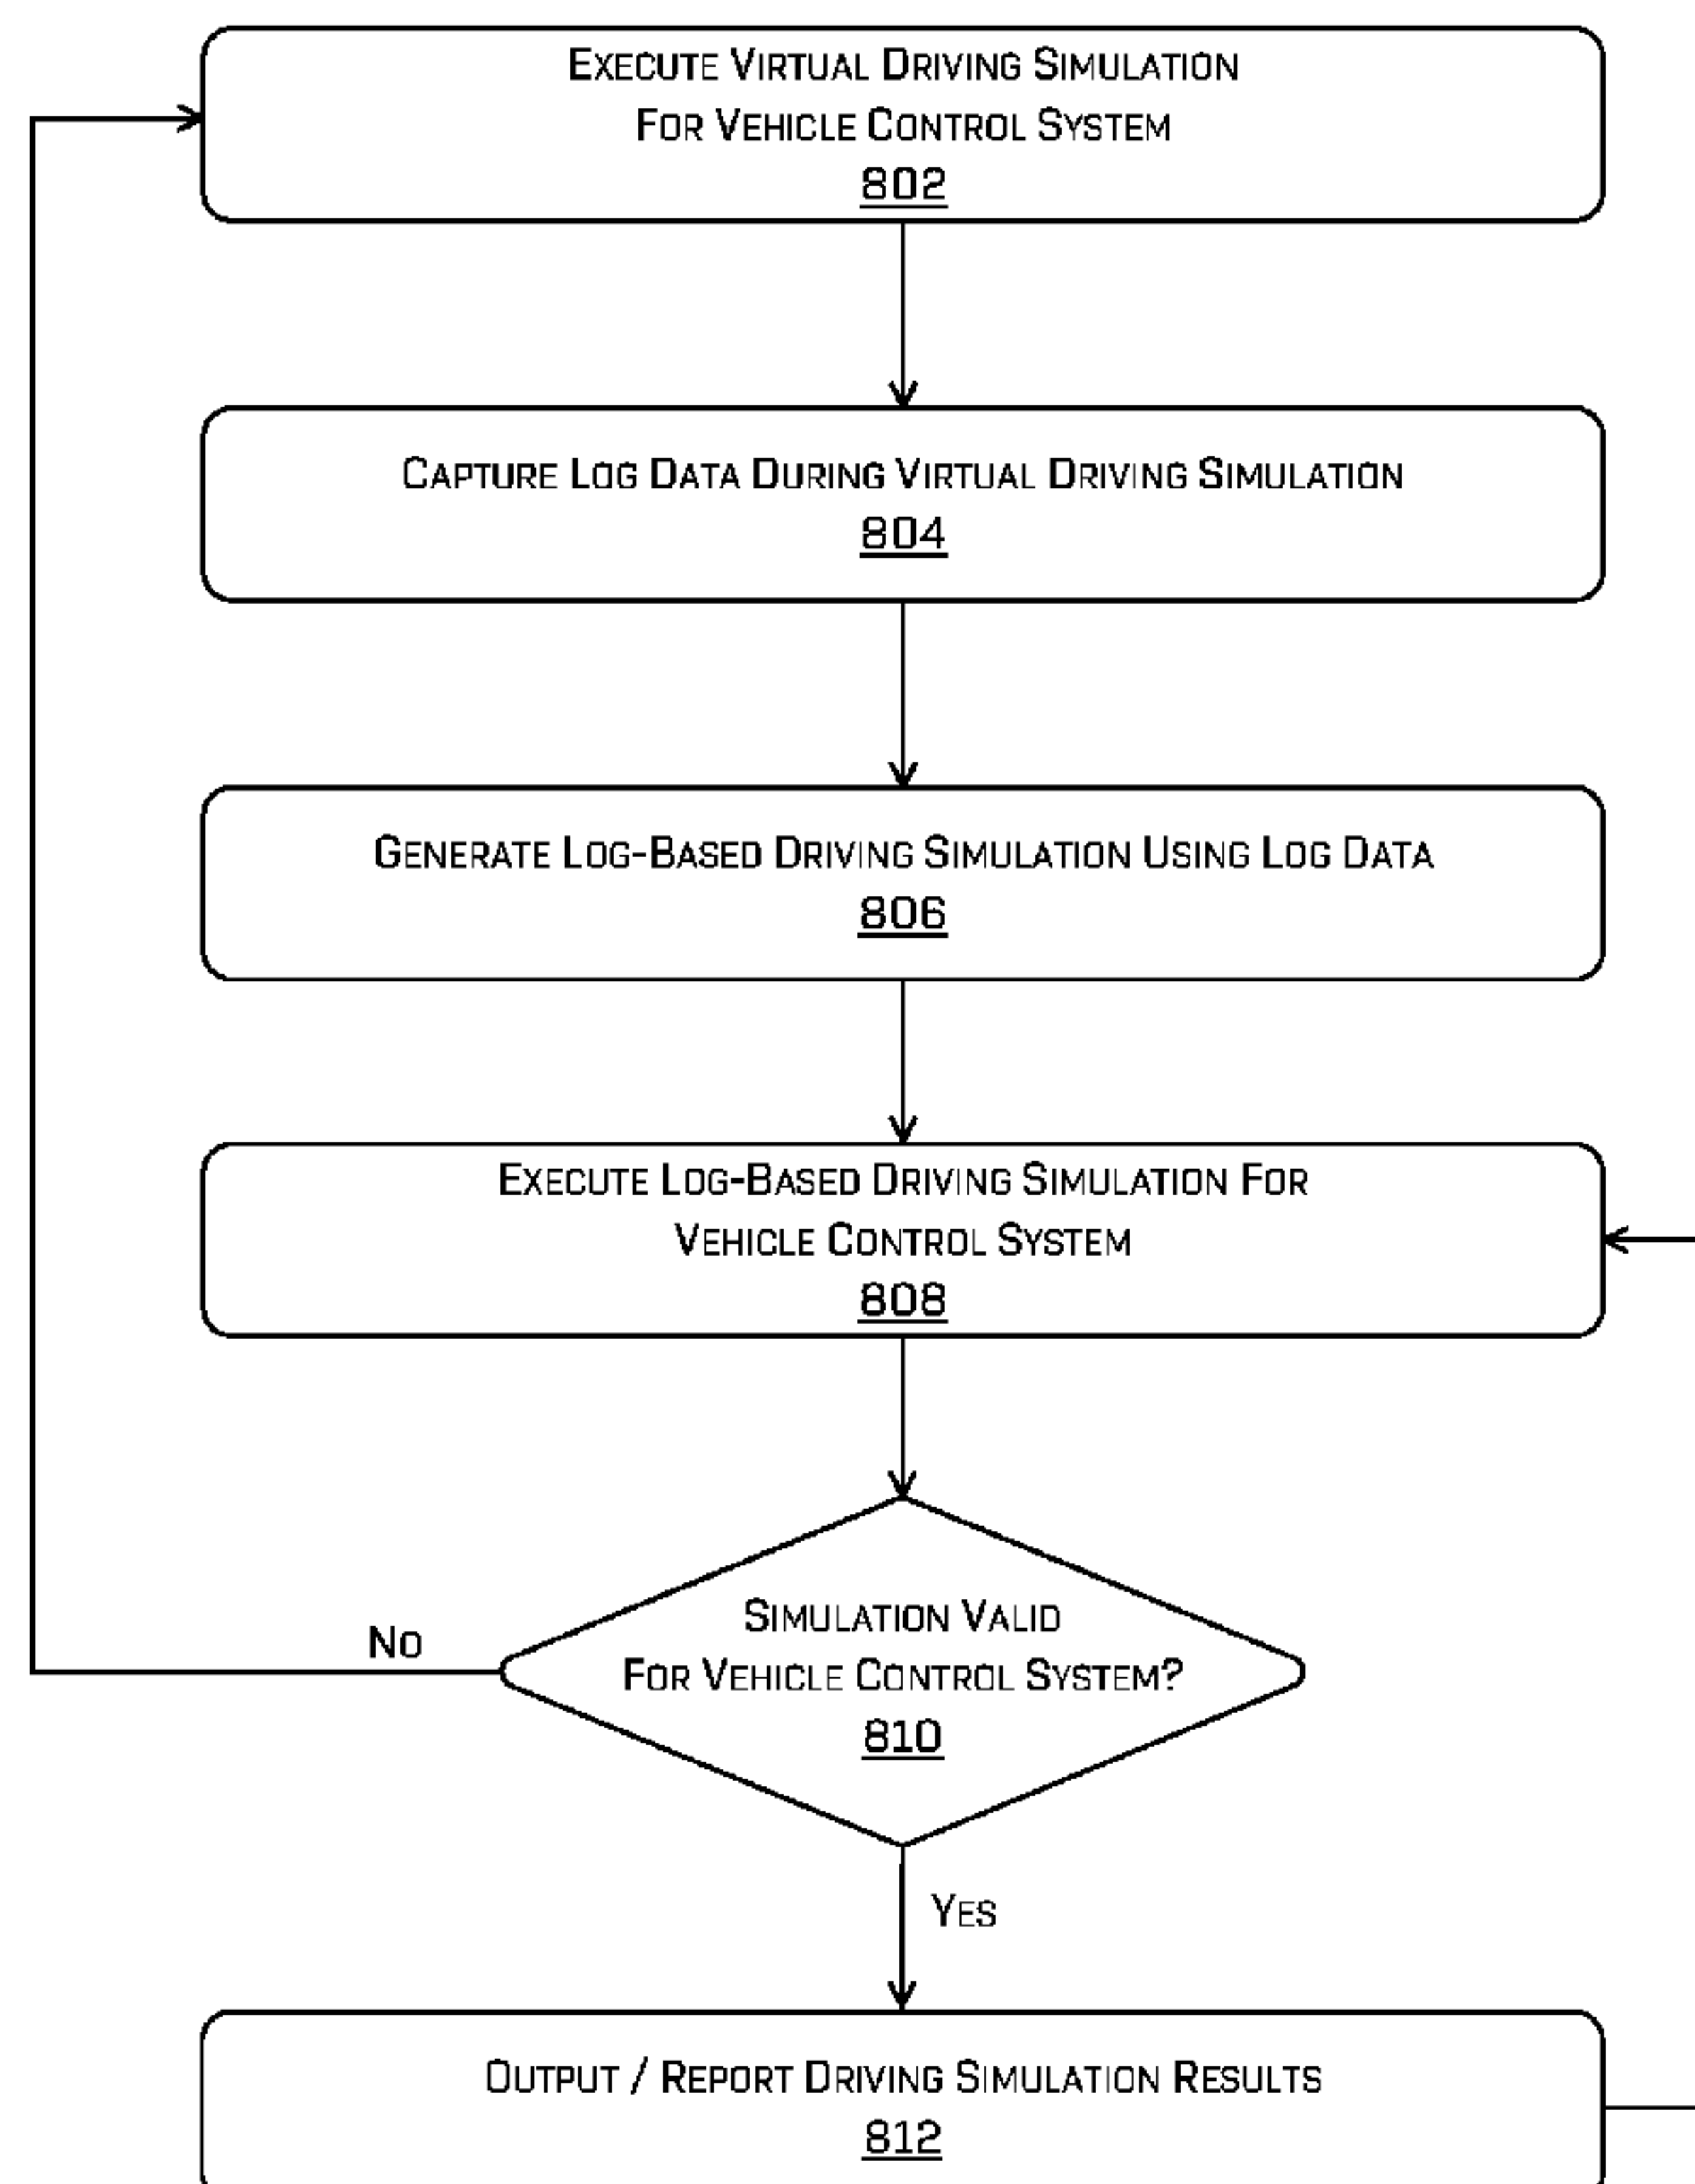 Execute Virtual Driving Simulation
For Vehicle Control System
802
Capture Log Data During Virtual Driving Simulation
804
Generate Log-Based Driving Simulation Using Log Data
806
Execute Log-Based Driving Simulation For
Vehicle Control System
808
Simulation Valid
For Vehicle Control System?
810
No
Yes
Output / Report Driving Simulation Results
812